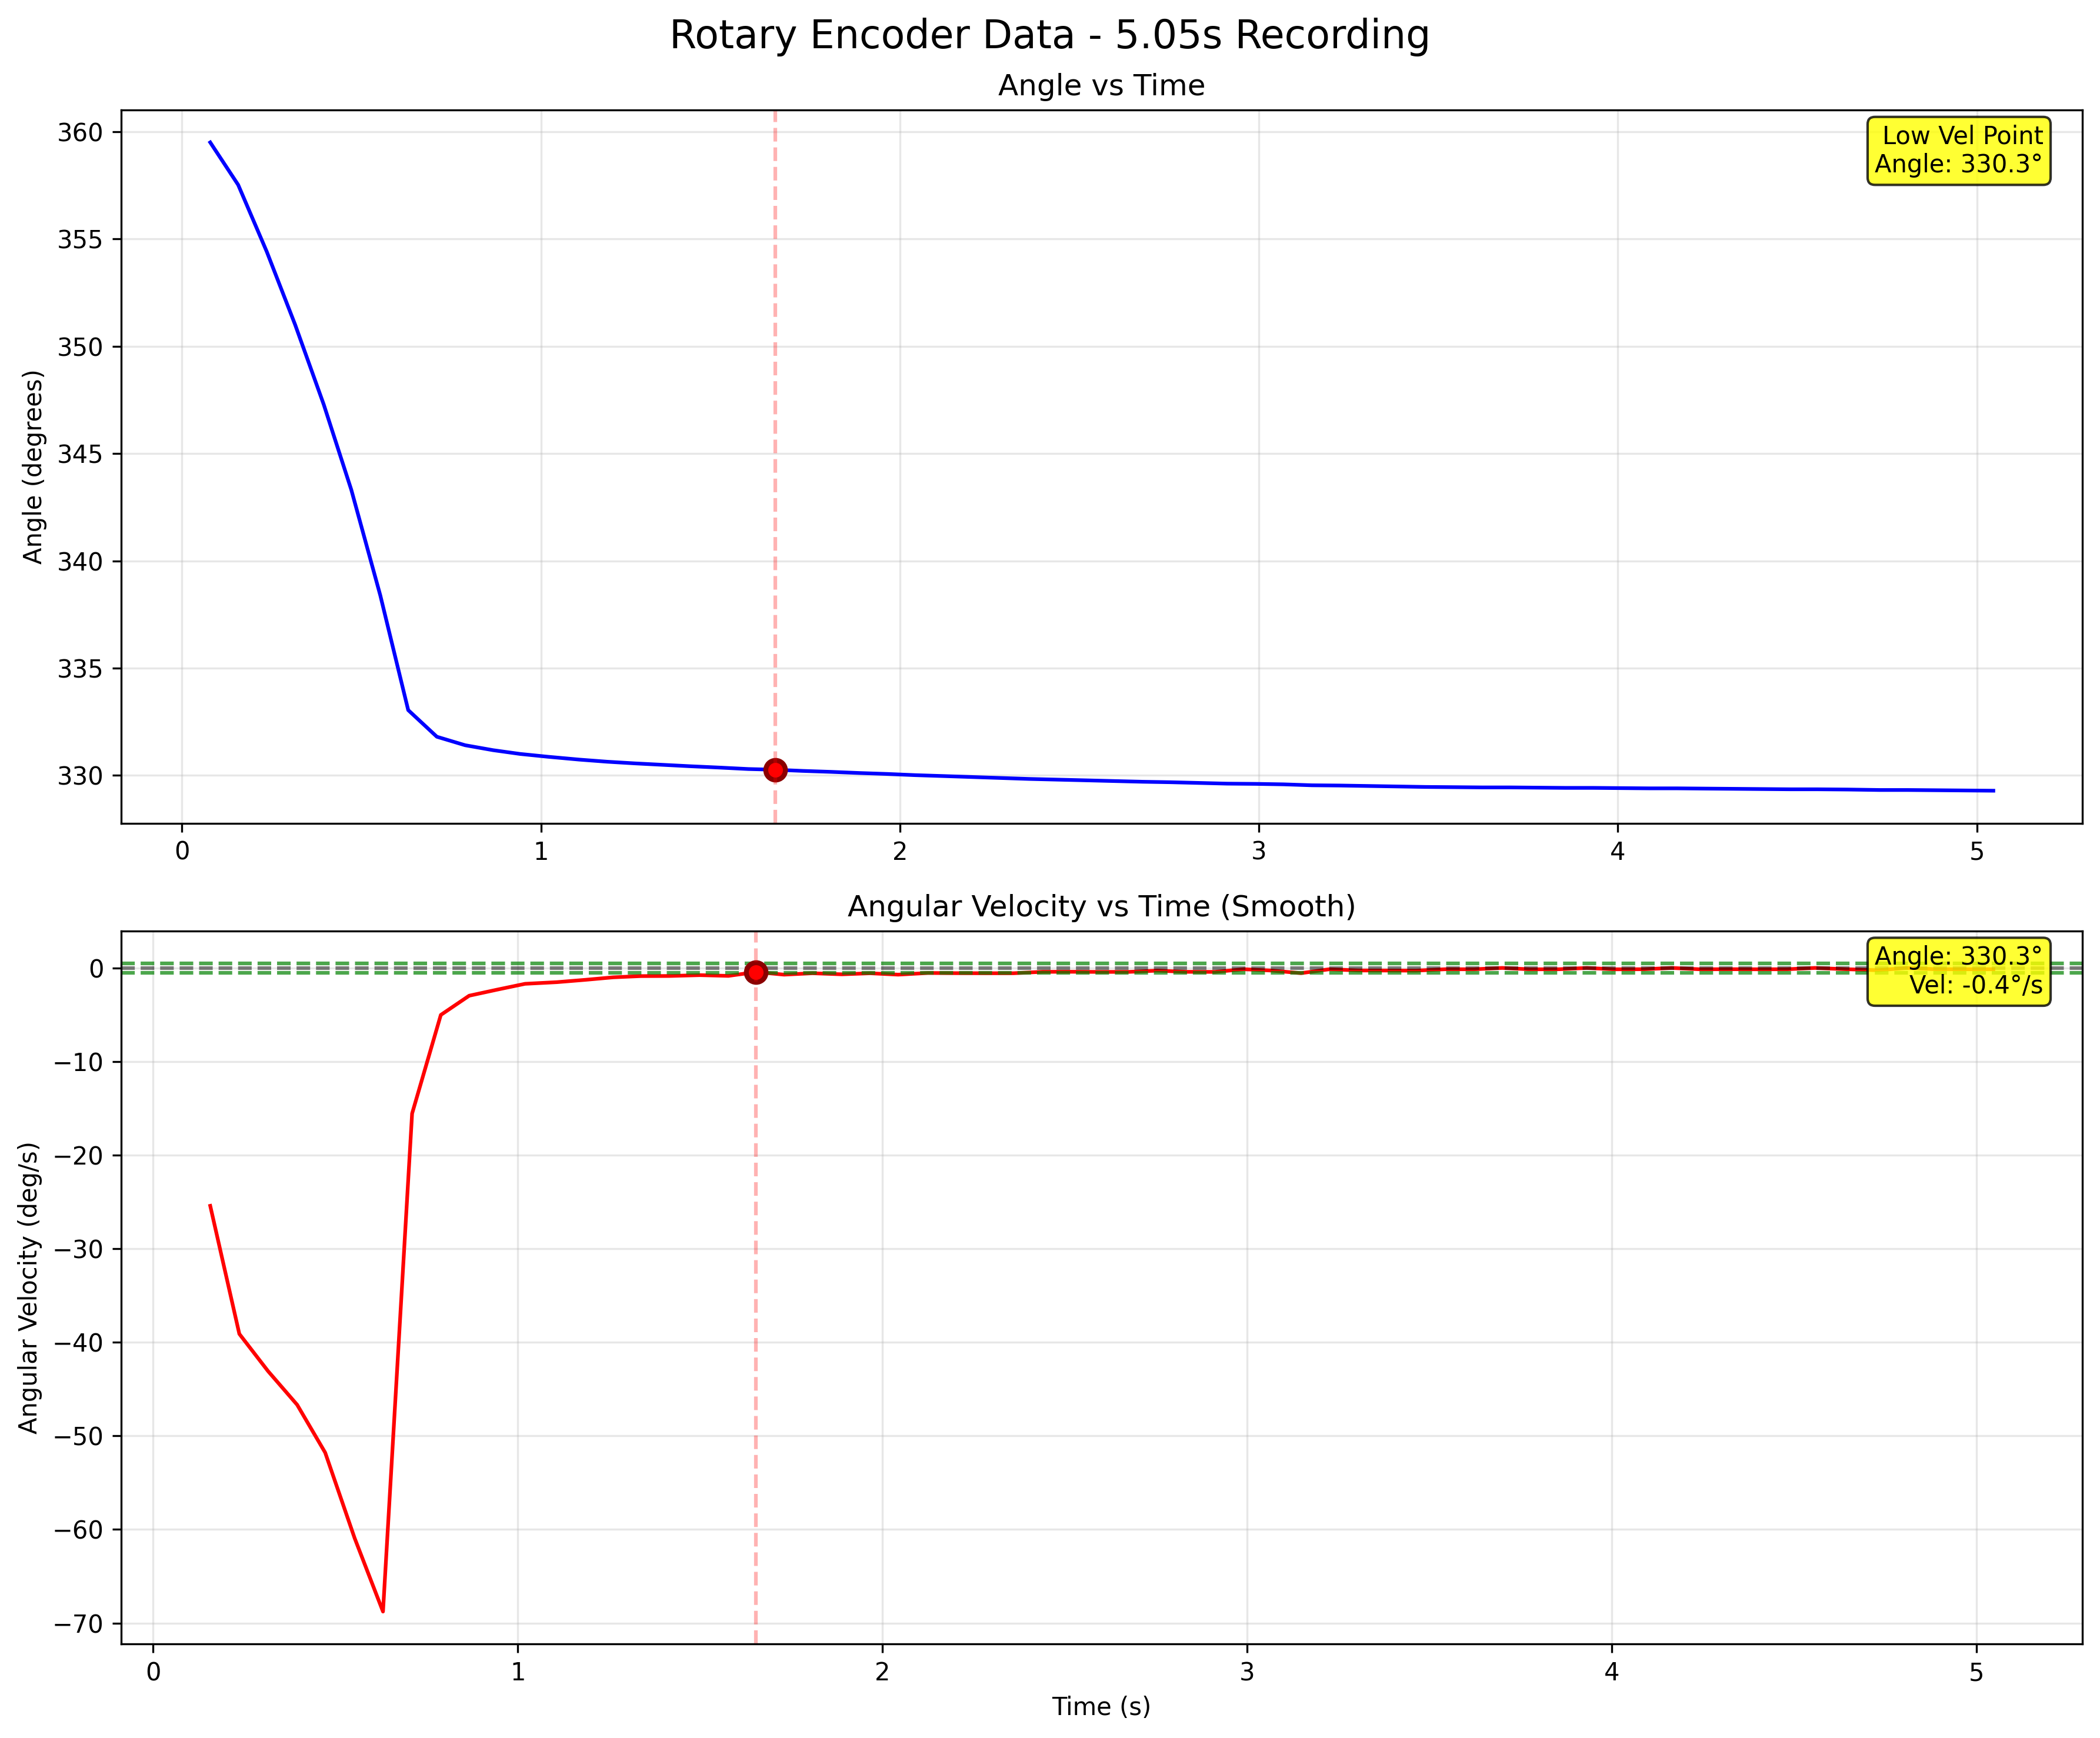 Rotary Encoder Data - 5.05s Recording
Angle vs Time
Low Vel Point
Angle: 330.3°
Angle (degrees)
360
355
350
345
340
335
330
0 1 2 3 4 5
Angular Velocity vs Time (Smooth)
Angle: 330.3°
Vel: -0.4°/s
Angular Velocity (deg/s)
0
−10
−20
−30
−40
−50
−60
−70
0 1 2 3 4 5
Time (s)